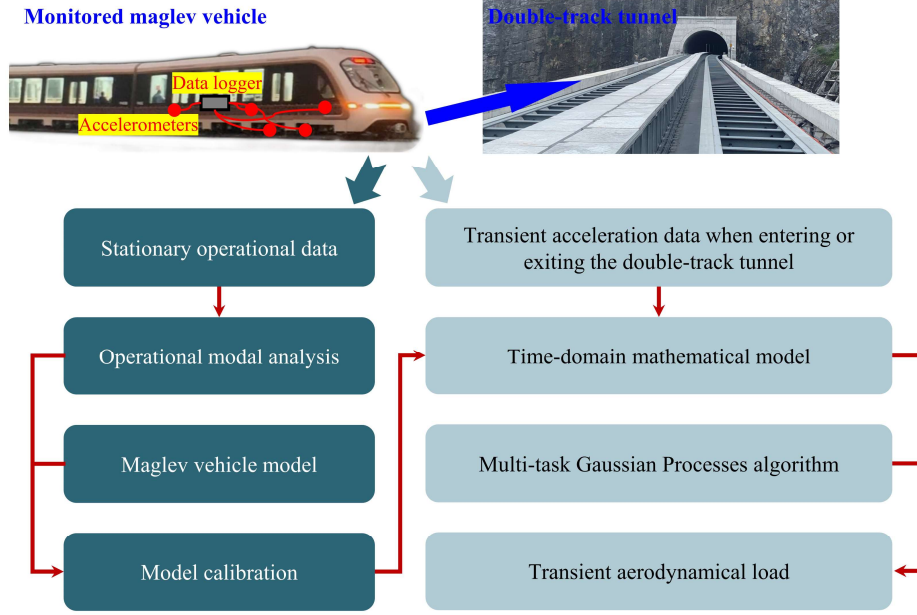 Monitored maglev vehicle
Double-track tunnel
Data logger
Accelerometers
Stationary operational data
Transient acceleration data when entering or
exiting the double-track tunnel
Operational modal analysis
Time-domain mathematical model
Maglev vehicle model
Multi-task Gaussian Processes algorithm
Model calibration
Transient aerodynamical load